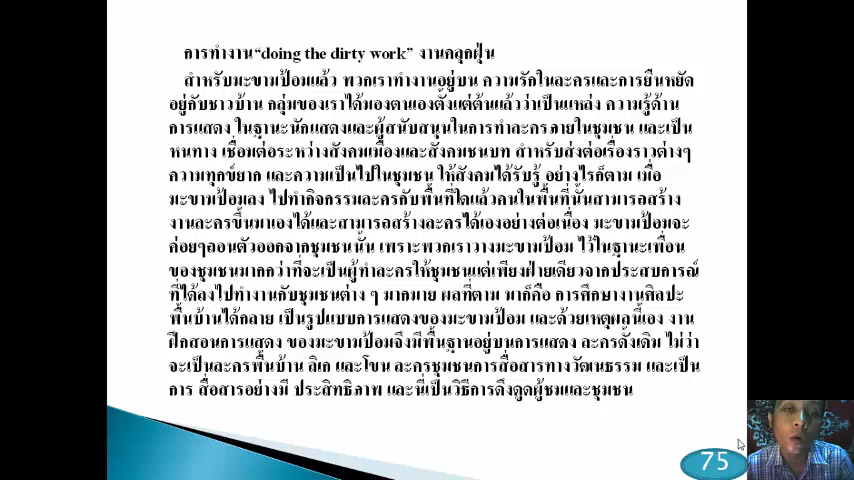 การทำงาน“doing the dirty work” งานคลุกฝุ่น
สำหรับมะขามป้อมแล้ว พวกเราทำงานอยู่บน ความรักในละครและการยืนหยัด
อยู่กับชาวบ้าน กลุ่มของเราได้มองตนเองตั้งแต่ต้นแล้วว่าเป็นแหล่ง ความรู้ด้าน
การแสดง ในฐานะนักแสดงและผู้สนับสนุนในการทำละครภายในชุมชน และเป็น
หนทาง เชื่อมต่อระหว่างสังคมเมืองและสังคมชนบท สำหรับส่งต่อเรื่องราวต่างๆ
ความทุกข์ยาก และความเป็นไปในชุมชน ให้สังคมได้รับรู้ อย่างไรก็ตาม เมื่อ
มะขามป้อมลง ไปทำกิจกรรมละครกับพื้นที่ใดแล้วคนในพื้นที่นั้นสามารถสร้าง
งานละครขึ้นมาเองได้และสามารถสร้างละครได้เองอย่างต่อเนื่อง มะขามป้อมจะ
ค่อยๆถอนตัวออกจากชุมชนนั้น เพราะพวกเราวางมะขามป้อม ไว้ในฐานะเพื่อน
ของชุมชนมากกว่าที่จะเป็นผู้ทำละครให้ชุมชนแต่เพียงฝ่ายเดียวจากประสบการณ์
ที่ได้ลงไปทำงานกับชุมชนต่าง ๆ มากมาย ผลที่ตาม มาก็คือ การศึกษางานศิลปะ
พื้นบ้านได้กลาย เป็นรูปแบบการแสดงของมะขามป้อม และด้วยเหตุผลนี้เอง งาน
ฝึกสอนการแสดง ของมะขามป้อมจึงมีพื้นฐานอยู่บนการแสดง ละครดั้งเดิม ไม่ว่า
จะเป็นละครพื้นบ้าน ลิเก และโขน ละครชุมชนการสื่อสารทางวัฒนธรรม และเป็น
การ สื่อสารอย่างมี ประสิทธิภาพ และนี่เป็นวิธีการดึงดูดผู้ชมและชุมชน
75